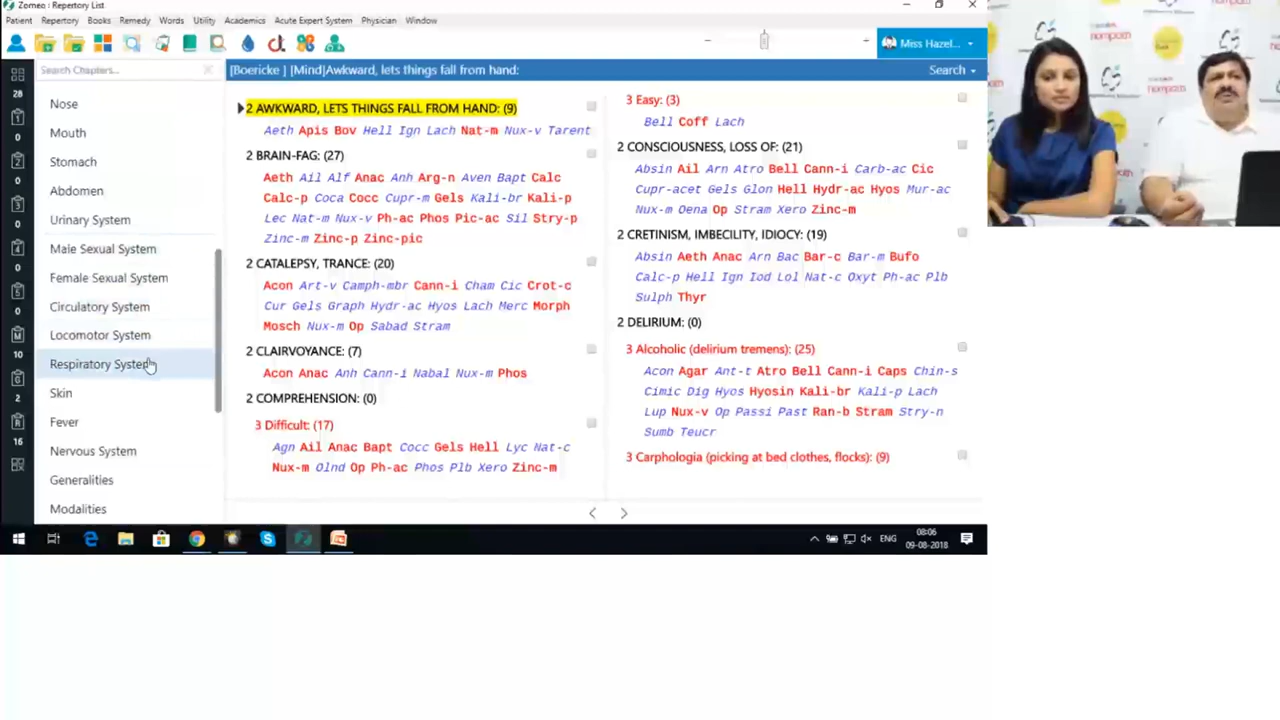 Zomeo : Repertory List
Patient Repertory Books Remedy Words Utility Academics Acute Expert System Physician Window
Miss Hazel...
Search Chapters...
[Boericke ] [Mind]Awkward, lets things fall from hand:
Search
28
1
0
2
0
3
0
4
0
5
0
M
10
G
2
R
16
Nose
Mouth
Stomach
Abdomen
Urinary System
Male Sexual System
Female Sexual System
Circulatory System
Locomotor System
Respiratory System
Skin
Fever
Nervous System
Generalities
Modalities
2 AWKWARD, LETS THINGS FALL FROM HAND: (9)
Aeth Apis Bov Hell Ign Lach Nat-m Nux-v Tarent
2 BRAIN-FAG: (27)
Aeth Ail Alf Anac Anh Arg-n Aven Bapt Calc
Calc-p Coca Cocc Cupr-m Gels Kali-br Kali-p
Lec Nat-m Nux-v Ph-ac Phos Pic-ac Sil Stry-p
Zinc-m Zinc-p Zinc-pic
2 CATALEPSY, TRANCE: (20)
Acon Art-v Camph-mbr Cann-i Cham Cic Crot-c
Cur Gels Graph Hydr-ac Hyos Lach Merc Morph
Mosch Nux-m Op Sabad Stram
2 CLAIRVOYANCE: (7)
Acon Anac Anh Cann-i Nabal Nux-m Phos
2 COMPREHENSION: (0)
3 Difficult: (17)
Agn Ail Anac Bapt Cocc Gels Hell Lyc Nat-c
Nux-m Olnd Op Ph-ac Phos Plb Xero Zinc-m
3 Easy: (3)
Bell Coff Lach
2 CONSCIOUSNESS, LOSS OF: (21)
Absin Ail Arn Atro Bell Cann-i Carb-ac Cic
Cupr-acet Gels Glon Hell Hydr-ac Hyos Mur-ac
Nux-m Oena Op Stram Xero Zinc-m
2 CRETINISM, IMBECILITY, IDIOCY: (19)
Absin Aeth Anac Arn Bac Bar-c Bar-m Bufo
Calc-p Hell Ign Iod Lol Nat-c Oxyt Ph-ac Plb
Sulph Thyr
2 DELIRIUM: (0)
3 Alcoholic (delirium tremens): (25)
Acon Agar Ant-t Atro Bell Cann-i Caps Chin-s
Cimic Dig Hyos Hyosin Kali-br Kali-p Lach
Lup Nux-v Op Passi Past Ran-b Stram Stry-n
Sumb Teucr
3 Carphologia (picking at bed clothes, flocks): (9)
ENG
08:06
09-08-2018